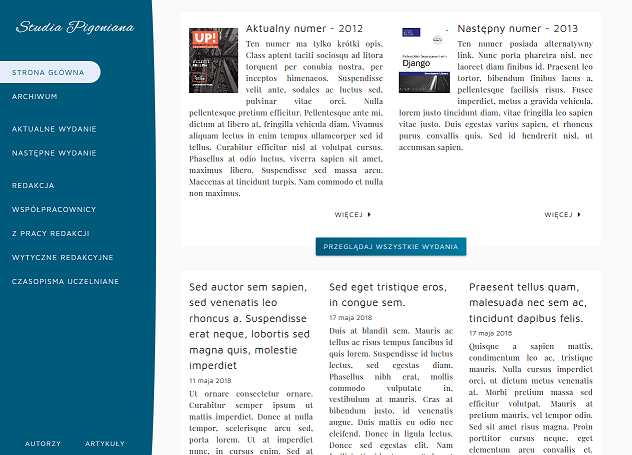 Studia Pigoniana
STRONA GŁÓWNA
ARCHIWUM
AKTUALNE WYDANIE
NASTĘPNE WYDANIE
REDAKCJA
WSPÓŁPRACOWNICY
Z PRACY REDAKCJI
WYTYCZNE REDAKCYJNE
CZASOPISMA UCZELNIANE
AUTORZY
ARTYKUŁY
UP!
Aktualny numer - 2012
Ten numer ma tylko krótki opis.
Class aptent taciti sociosqu ad litora
torquent per conubia nostra, per
inceptos himenaeos. Suspendisse
velit ante, sodales ac luctus sed,
pulvinar vitae orci. Nulla
pellentesque pretium efficitur. Pellentesque ante mi,
dictum at libero at, fringilla vehicula diam. Vivamus
aliquam lectus in enim tempus ullamcorper sed id
tellus. Curabitur efficitur nisl at volutpat cursus.
Phasellus at odio luctus, viverra sapien sit amet,
maximus libero. Suspendisse sed massa arcu.
Maecenas at tincidunt turpis. Nam commodo et nulla
non maximus.
WIĘCEJ
Django
Następny numer - 2013
Ten numer posiada alternatywny
link. Nunc porta pharetra nisl, nec
laoreet diam finibus id. Praesent leo
tortor, bibendum finibus lacus a,
pellentesque facilisis risus. Fusce
imperdiet, metus a gravida vehicula,
lorem justo tincidunt diam, vitae fringilla leo sapien
vitae justo. Duis egestas varius sapien, et rhoncus
purus convallis quis. Sed id hendrerit nisl, ut
accumsan sapien.
WIĘCEJ
PRZEGLĄDAJ WSZYSTKIE WYDANIA
Sed auctor sem sapien,
sed venenatis leo
rhoncus a. Suspendisse
erat neque, lobortis sed
magna quis, molestie
imperdiet
11 maja 2018
Ut ornare consectetur ornare.
Curabitur semper ipsum ut
mattis imperdiet. Donec at nulla
tempor, scelerisque arcu sed,
porta lorem. Ut at imperdiet
nunc, in cursus enim. Sed at
Sed eget tristique eros,
in congue sem.
17 maja 2018
Duis at blandit sem. Mauris ac
tellus ac risus tempus faucibus id
quis lorem. Suspendisse id luctus
lectus, sed egestas diam.
Phasellus nibh erat, mollis
commodo vulputate in,
vestibulum at mauris. Cras at
bibendum justo, id venenatis
augue. Duis mattis eu odio nec
eleifend. Donec in ligula lectus.
Donec sed egestas elit. Nam
Praesent tellus quam,
malesuada nec sem ac,
tincidunt dapibus felis.
17 maja 2018
Quisque a sapien mattis,
condimentum leo ac, tristique
mauris. Nulla cursus imperdiet
orci, ut dictum metus venenatis
at. Morbi pretium massa sed
efficitur volutpat. Mauris at
pretium mauris, vel tempor odio.
Sed sit amet risus magna. Proin
porttitor cursus neque, eget
elementum arcu convallis et.